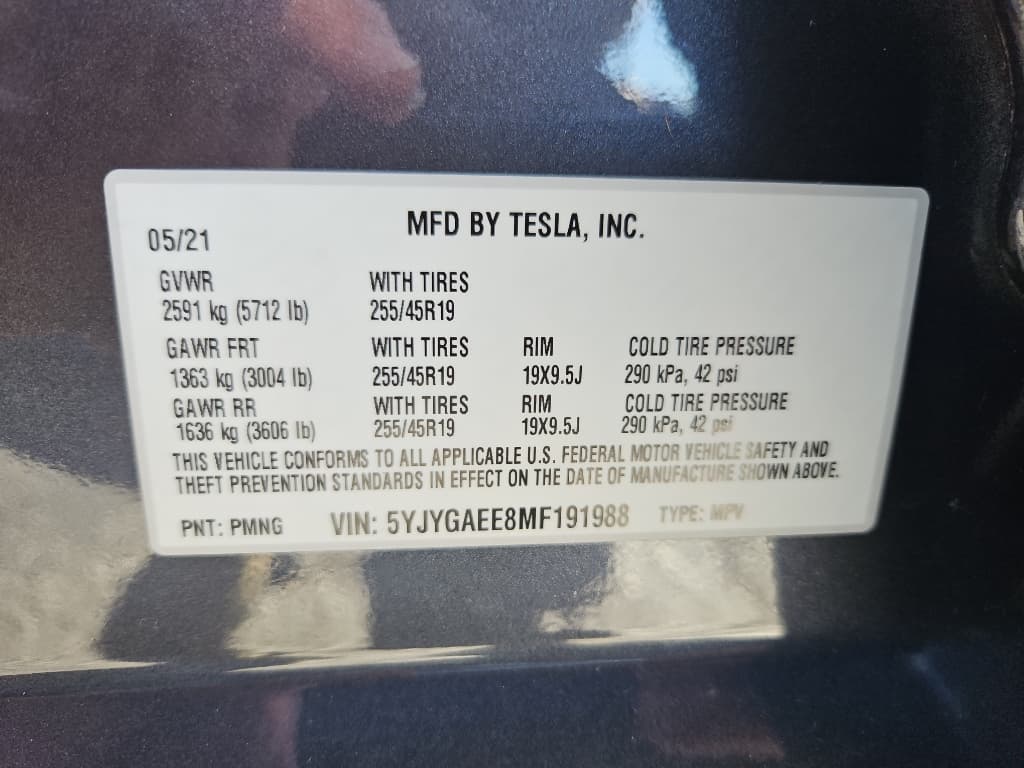 MFD BY TESLA, INC.
05/21
GVWR WITH TIRES
2591 kg (5712 lb) 255/45R19
GAWR FRT WITH TIRES RIM COLD TIRE PRESSURE
1363 kg (3004 lb) 255/45R19 19X9.5J 290 kPa, 42 psi
GAWR RR WITH TIRES RIM COLD TIRE PRESSURE
1636 kg (3606 lb) 255/45R19 19X9.5J 290 kPa, 42 psi
THIS VEHICLE CONFORMS TO ALL APPLICABLE U.S. FEDERAL MOTOR VEHICLE SAFETY AND
THEFT PREVENTION STANDARDS IN EFFECT ON THE DATE OF MANUFACTURE SHOWN ABOVE.
PNT: PMNG VIN: 5YJYGAEE8MF191988 TYPE: MPV